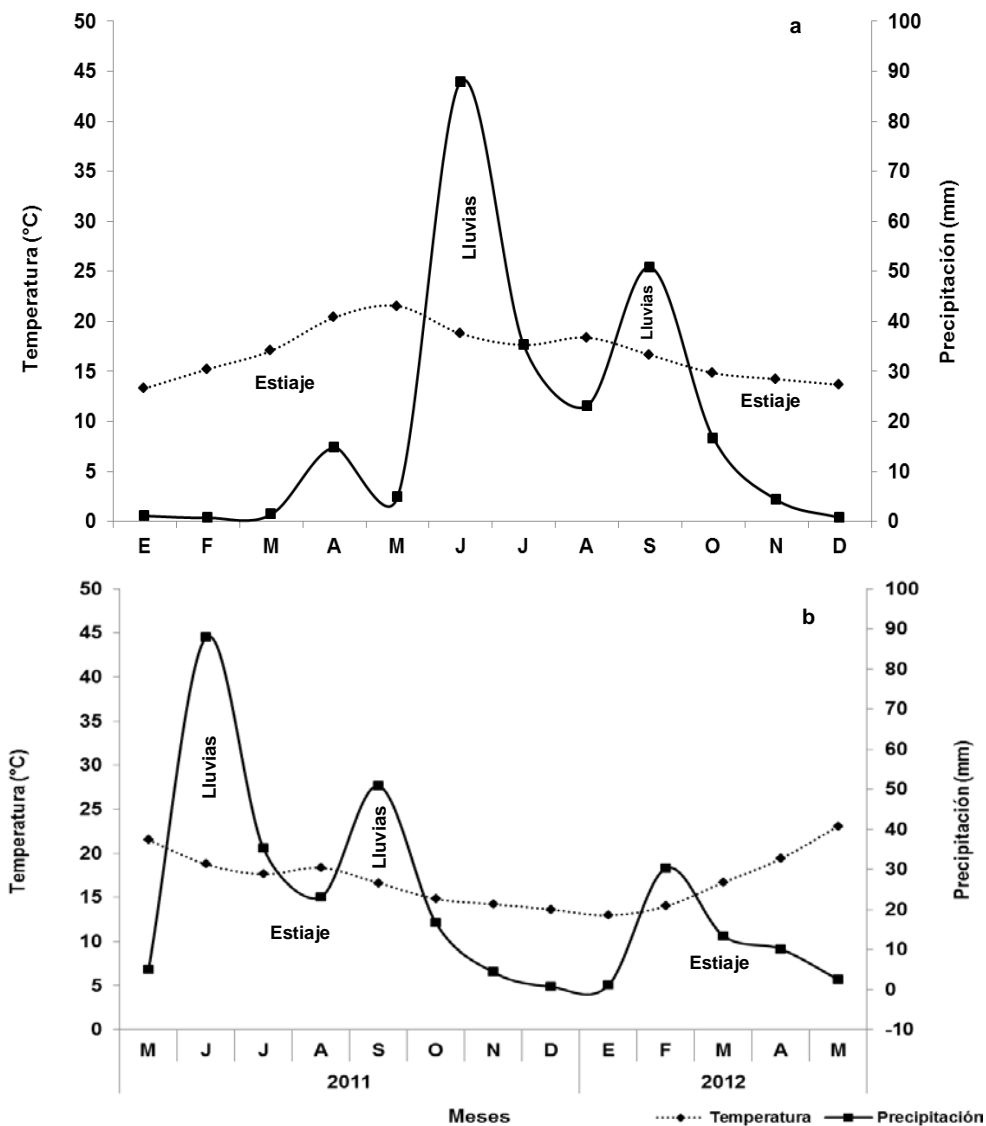 a
50 100
45 90
40 80
35 70
30 60
25 50
20 40
15 30
10 20
5 10
0 0
Temperatura (°C)
Precipitación (mm)
Lluvias
Lluvias
Estiaje
Estiaje
E F M A M J J A S O N D
b
50 100
45 90
40 80
35 70
30 60
25 50
20 40
15 30
10 20
5 10
0 0
-10
Temperatura (°C)
Precipitación (mm)
Lluvias
Lluvias
Estiaje
Estiaje
M J J A S O N D E F M A M
2011 2012
Meses
Temperatura Precipitación